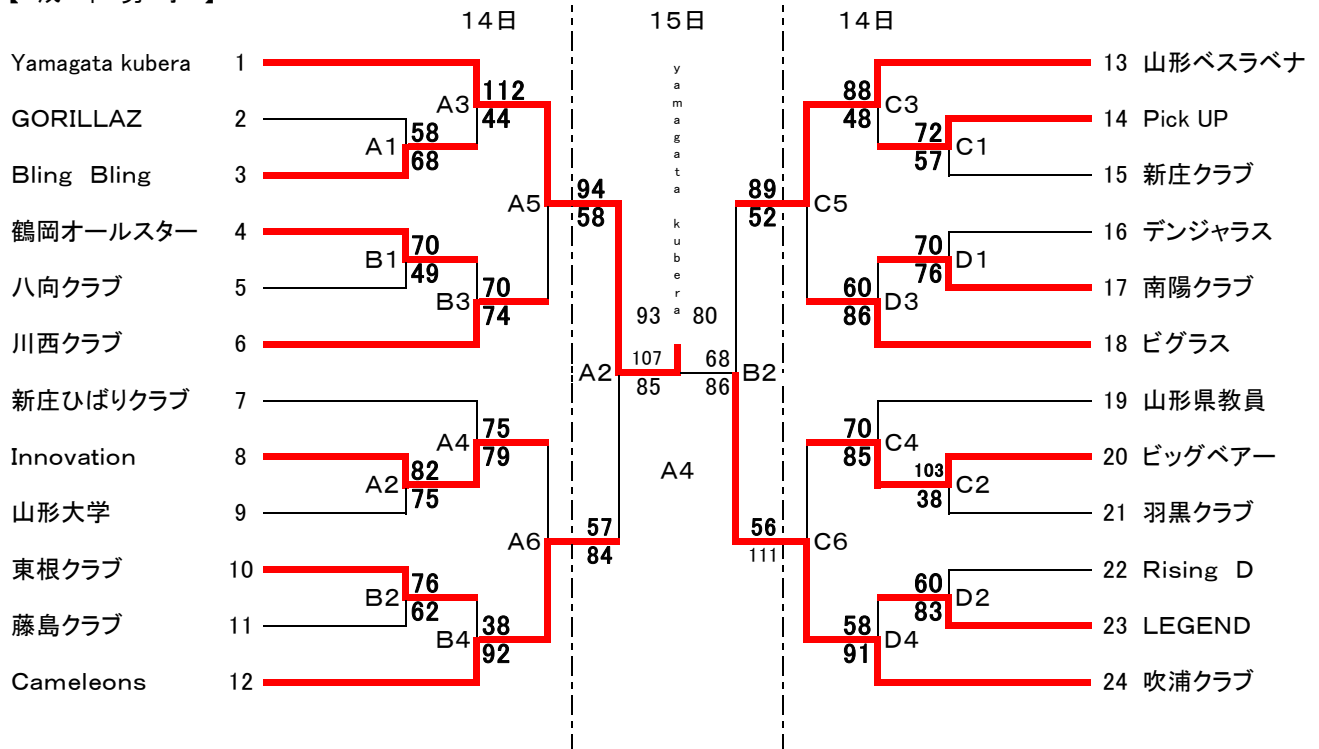 14日 15日 14日
Yamagata kubera 1
GORILLAZ 2
Bling Bling 3
鶴岡オールスター 4
八向クラブ 5
川西クラブ 6
新庄ひばりクラブ 7
Innovation 8
山形大学 9
東根クラブ 10
藤島クラブ 11
Cameleons 12
A1 58 68
B1 70 49
A2 82 75
B2 76 62
A3 112 44
B3 70 74
A4 75 79
B4 38 92
A5 94 58
A6 57 84
yamagata kubera
93 80
A2 107 85
68 86 B2
A4
89 52 C5
56 111 C6
88 48 C3
60 86 D3
70 85 C4
58 91 D4
72 57 C1
70 76 D1
103 38 C2
60 83 D2
13 山形ベスラベナ
14 Pick UP
15 新庄クラブ
16 デンジャラス
17 南陽クラブ
18 ビグラス
19 山形県教員
20 ビッグベアー
21 羽黒クラブ
22 Rising D
23 LEGEND
24 吹浦クラブ